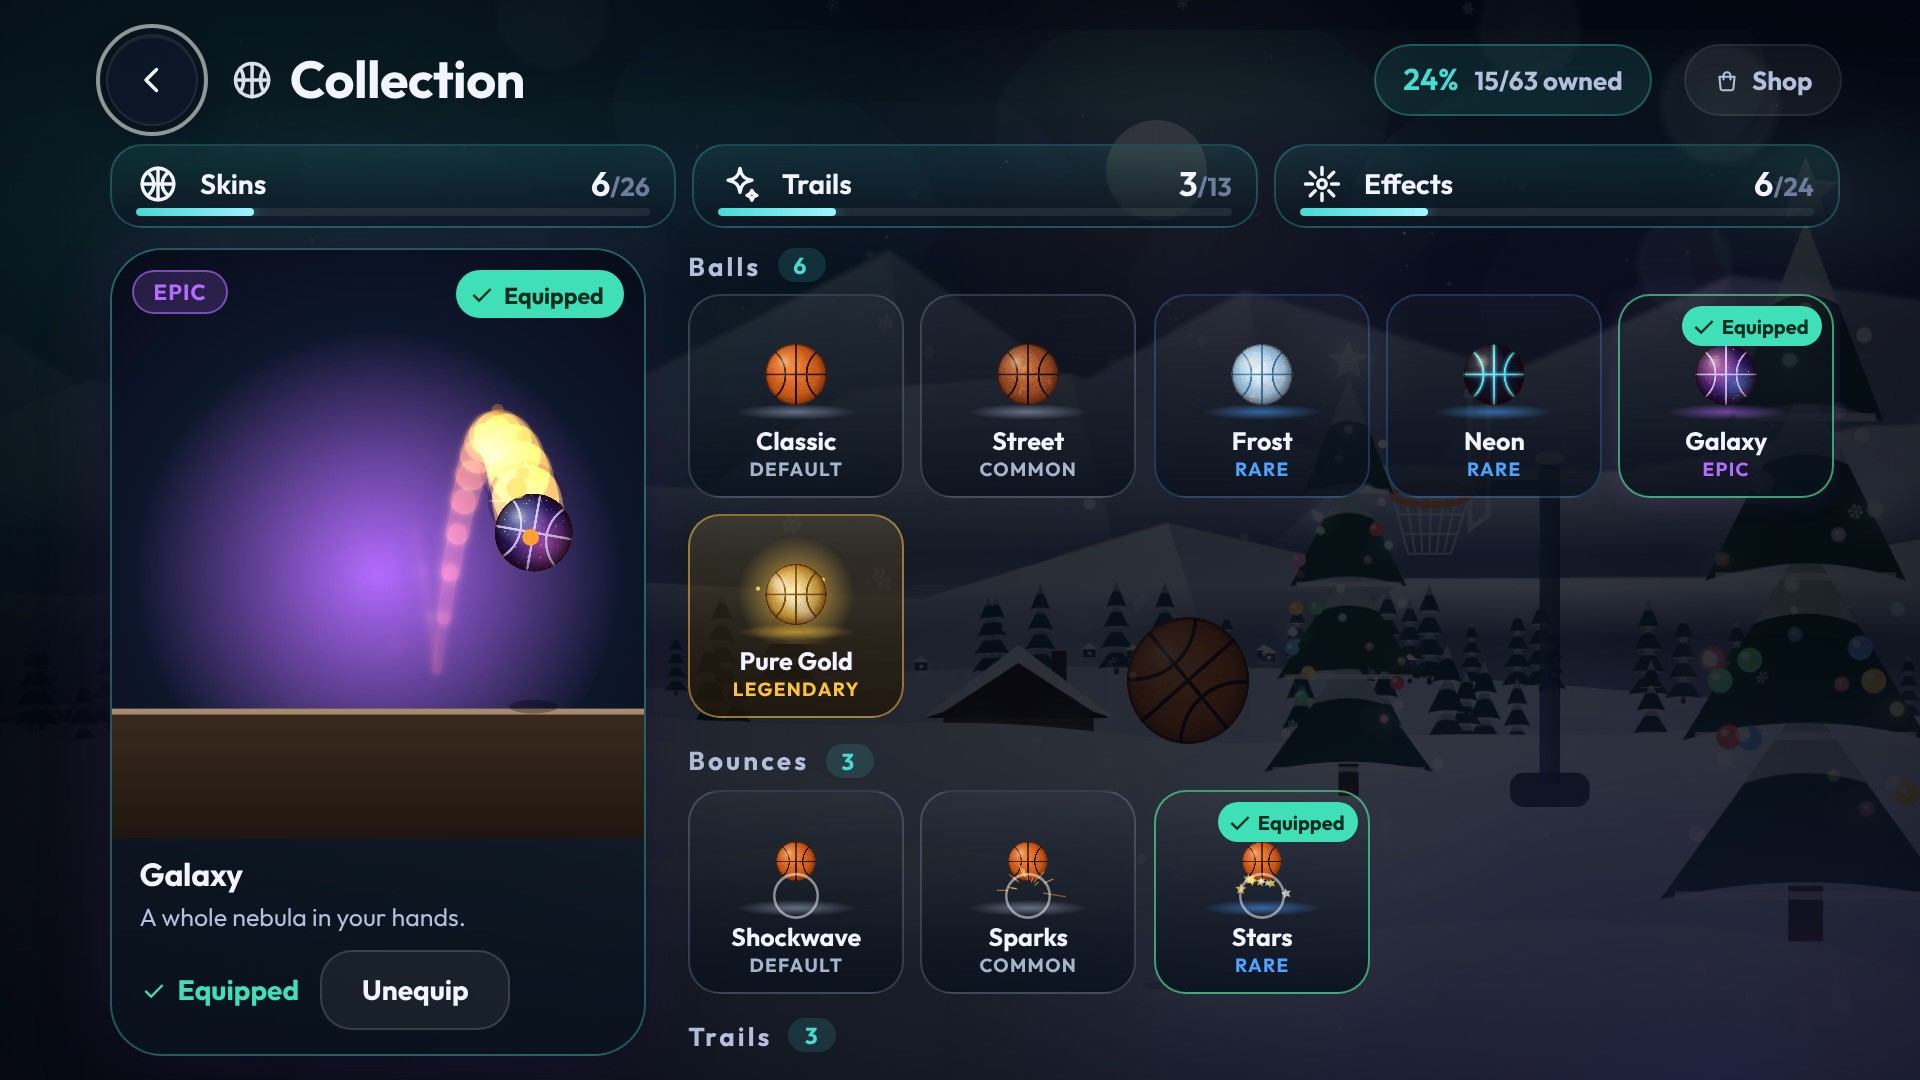 Collection
24% 15/63 owned
Shop
Skins 6/26
Trails 3/13
Effects 6/24
EPIC
Equipped
Galaxy
A whole nebula in your hands.
Equipped
Unequip
Balls 6
Classic
DEFAULT
Street
COMMON
Frost
RARE
Neon
RARE
Equipped
Galaxy
EPIC
Pure Gold
LEGENDARY
Bounces 3
Shockwave
DEFAULT
Sparks
COMMON
Equipped
Stars
RARE
Trails 3